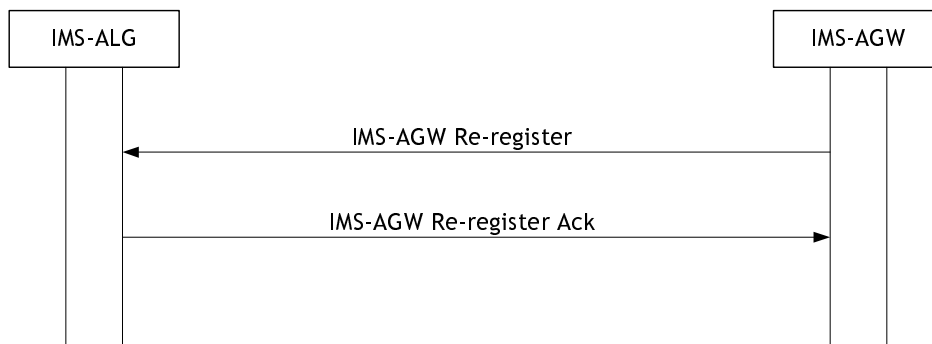 IMS-ALG
IMS-AGW
IMS-AGW Re-register
IMS-AGW Re-register Ack